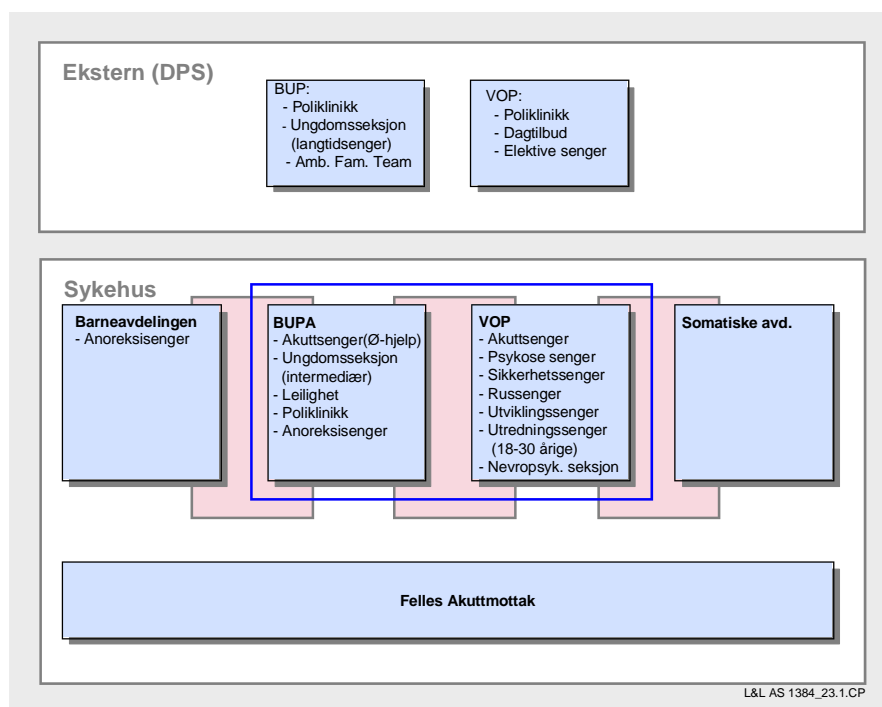 Ekstern (DPS)
BUP:
- Poliklinikk
- Ungdomsseksjon
(langtidsenger)
- Amb. Fam. Team
VOP:
- Poliklinikk
- Dagtilbud
- Elektive senger
Sykehus
Barneavdelingen
- Anoreksisenger
BUPA
- Akuttsenger(Ø-hjelp)
- Ungdomsseksjon
(intermediær)
- Leilighet
- Poliklinikk
- Anoreksisenger
VOP
- Akuttsenger
- Psykose senger
- Sikkerhetssenger
- Russenger
- Utviklingssenger
- Utredningssenger
(18-30 årige)
- Nevropsyk. seksjon
Somatiske avd.
Felles Akuttmottak
L&L AS 1384_23.1.CP